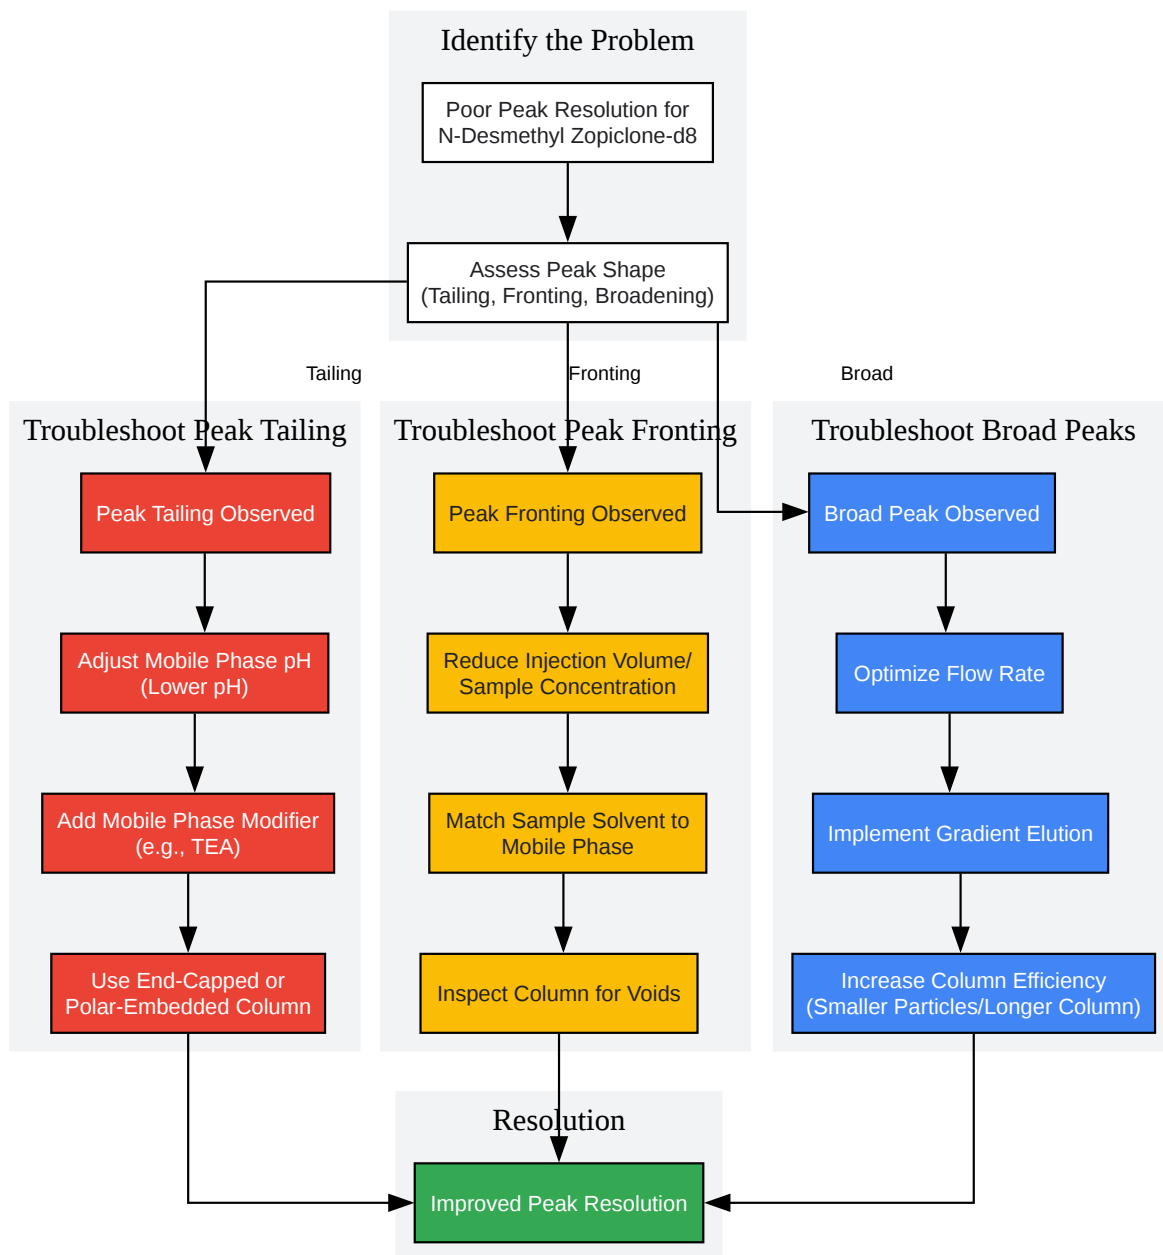 Identify the Problem
Poor Peak Resolution for
N-Desmethyl Zopiclone-d8
Assess Peak Shape
(Tailing, Fronting, Broadening)
Tailing
Fronting
Broad
Troubleshoot Peak Tailing
Peak Tailing Observed
Adjust Mobile Phase pH
(Lower pH)
Add Mobile Phase Modifier
(e.g., TEA)
Use End-Capped or
Polar-Embedded Column
Troubleshoot Peak Fronting
Peak Fronting Observed
Reduce Injection Volume/
Sample Concentration
Match Sample Solvent to
Mobile Phase
Inspect Column for Voids
Troubleshoot Broad Peaks
Broad Peak Observed
Optimize Flow Rate
Implement Gradient Elution
Increase Column Efficiency
(Smaller Particles/Longer Column)
Resolution
Improved Peak Resolution